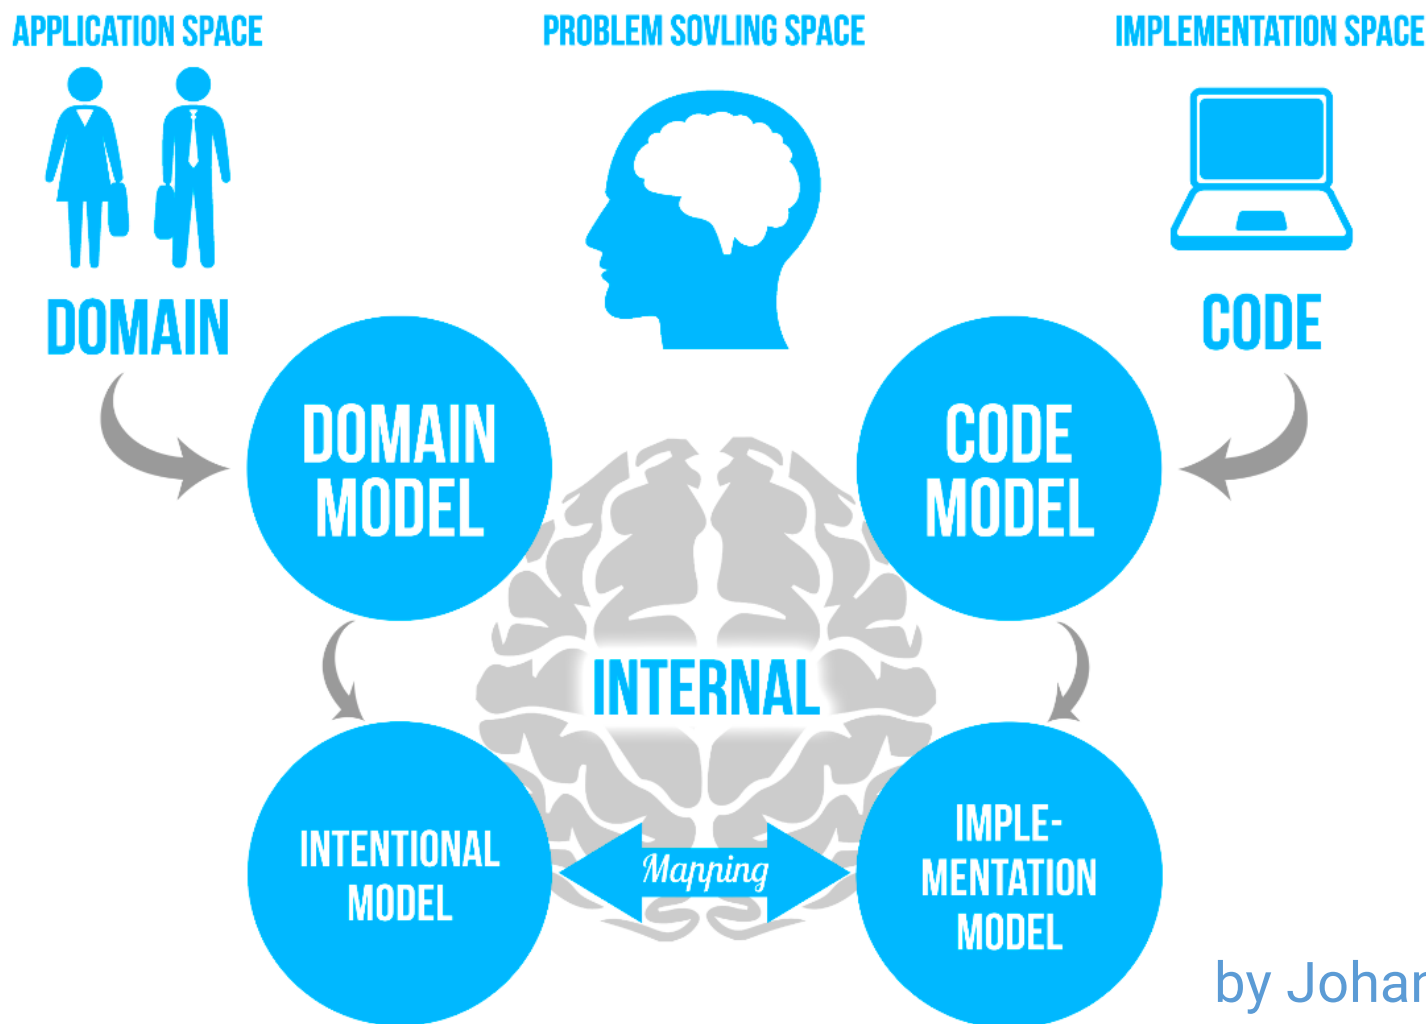 APPLICATION SPACE
PROBLEM SOVLING SPACE
IMPLEMENTATION SPACE
DOMAIN
CODE
DOMAIN
MODEL
CODE
MODEL
INTERNAL
INTENTIONAL
MODEL
Mapping
IMPLE-
MENTATION
MODEL
by